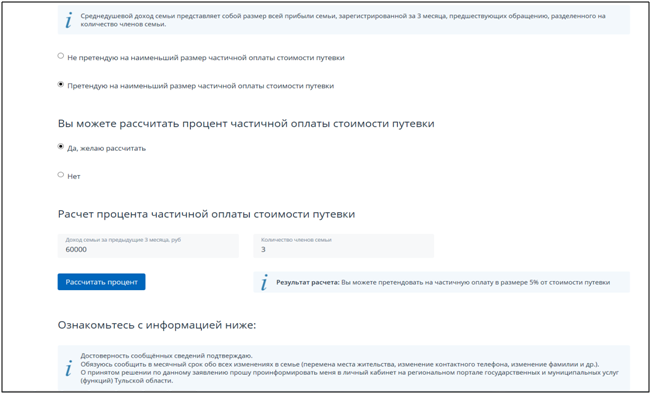 Среднедушевой доход семьи представляет собой размер всей прибыли семьи, зарегистрированной за 3 месяца, предшествующих обращению, разделенного на
количество членов семьи.
Не претендую на наименьший размер частичной оплаты стоимости путевки
Претендую на наименьший размер частичной оплаты стоимости путевки
Вы можете рассчитать процент частичной оплаты стоимости путевки
Да, желаю рассчитать
Нет
Расчет процента частичной оплаты стоимости путевки
Доход семьи за предыдущие 3 месяца, руб
60000
Количество членов семьи
3
Рассчитать процент
Результат расчета: Вы можете претендовать на частичную оплату в размере 5% от стоимости путевки
Ознакомьтесь с информацией ниже:
Достоверность сообщённых сведений подтверждаю.
Обязуюсь сообщить в месячный срок обо всех изменениях в семье (перемена места жительства, изменение контактного телефона, изменение фамилии и др.).
О принятом решении по данному заявлению прошу проинформировать меня в личный кабинет на региональном портале государственных и муниципальных услуг
(функций) Тульской области.